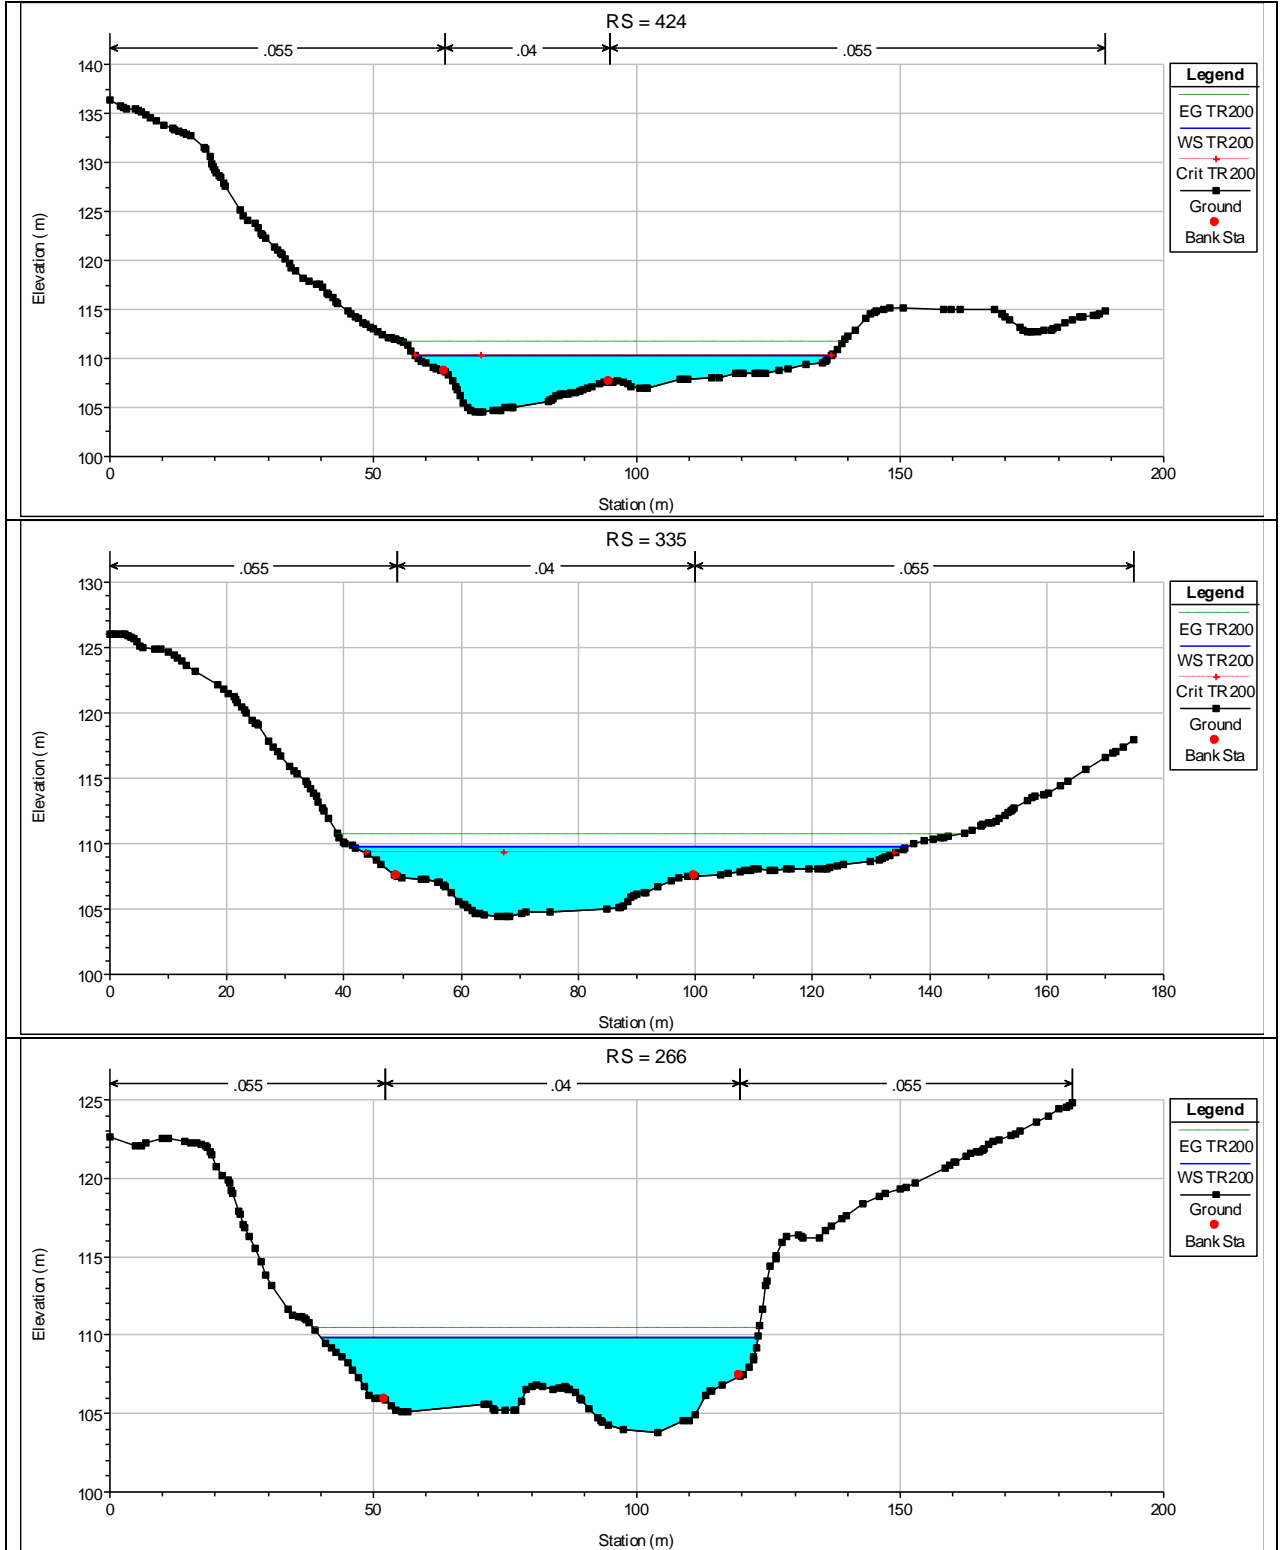 RS = 424
.055 .04 .055
140
135
130
125
120
115
110
105
100
Elevation (m)
0 50 100 150 200
Station (m)
Legend
EG TR200
WS TR200
Crit TR200
Ground
Bank Sta
RS = 335
.055 .04 .055
130
125
120
115
110
105
100
Elevation (m)
0 20 40 60 80 100 120 140 160 180
Station (m)
Legend
EG TR200
WS TR200
Crit TR200
Ground
Bank Sta
RS = 266
.055 .04 .055
125
120
115
110
105
100
Elevation (m)
0 50 100 150 200
Station (m)
Legend
EG TR200
WS TR200
Ground
Bank Sta